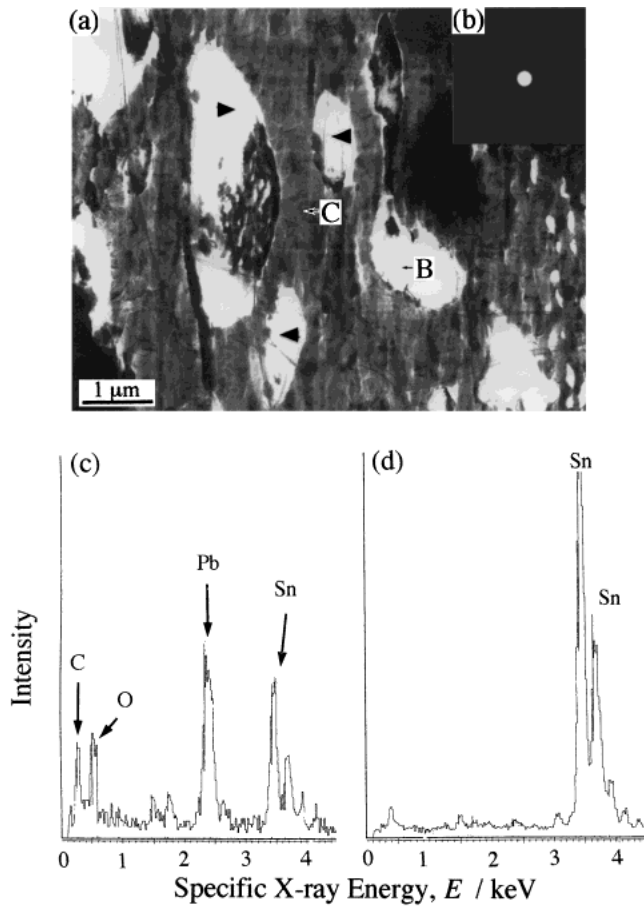 (a)
(b)
C
B
1 µm
(c)
(d)
Sn
Pb
Sn
Sn
C
O
Intensity
0 1 2 3 4
0 1 2 3 4
Specific X-ray Energy, E / keV